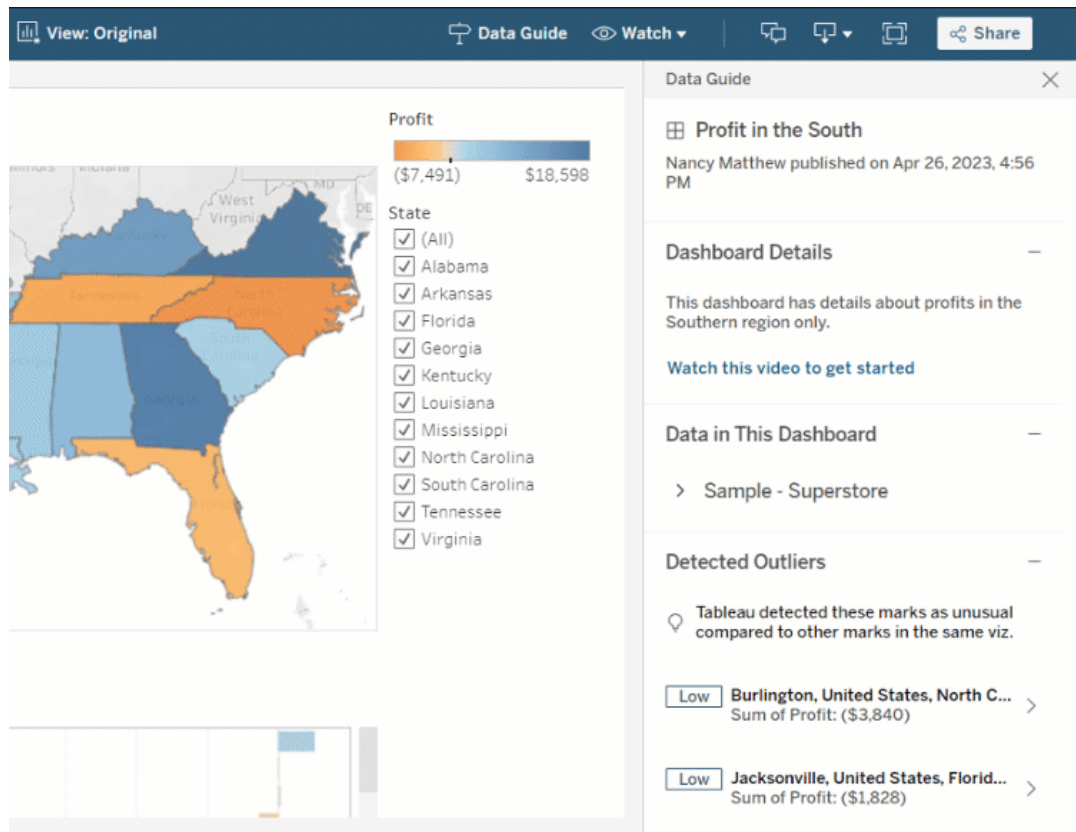 View: Original
Data Guide
Watch
Share
Data Guide
Profit in the South
Nancy Matthew published on Apr 26, 2023, 4:56
PM
Dashboard Details
This dashboard has details about profits in the
Southern region only.
Watch this video to get started
Data in This Dashboard
Sample - Superstore
Detected Outliers
Tableau detected these marks as unusual
compared to other marks in the same viz.
Low
Burlington, United States, North C...
Sum of Profit: ($3,840)
Low
Jacksonville, United States, Florid...
Sum of Profit: ($1,828)
Profit
($7,491) $18,598
State
(All)
Alabama
Arkansas
Florida
Georgia
Kentucky
Louisiana
Mississippi
North Carolina
South Carolina
Tennessee
Virginia
Indiana
MD
DE
West
Virginia
Kentucky
Tennessee
North
Carolina
South
Carolina
Georgia
Florida